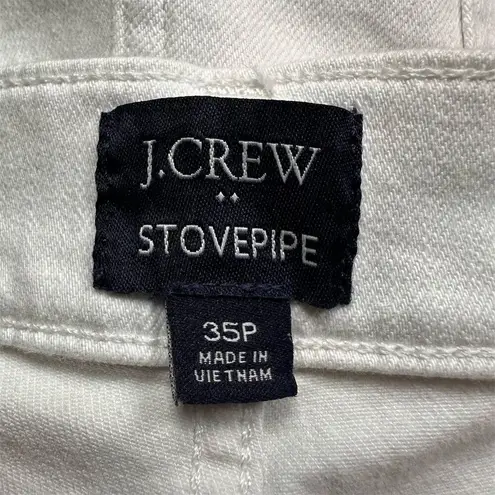 J.CREW
STOVEPIPE
35P
MADE IN
VIETNAM